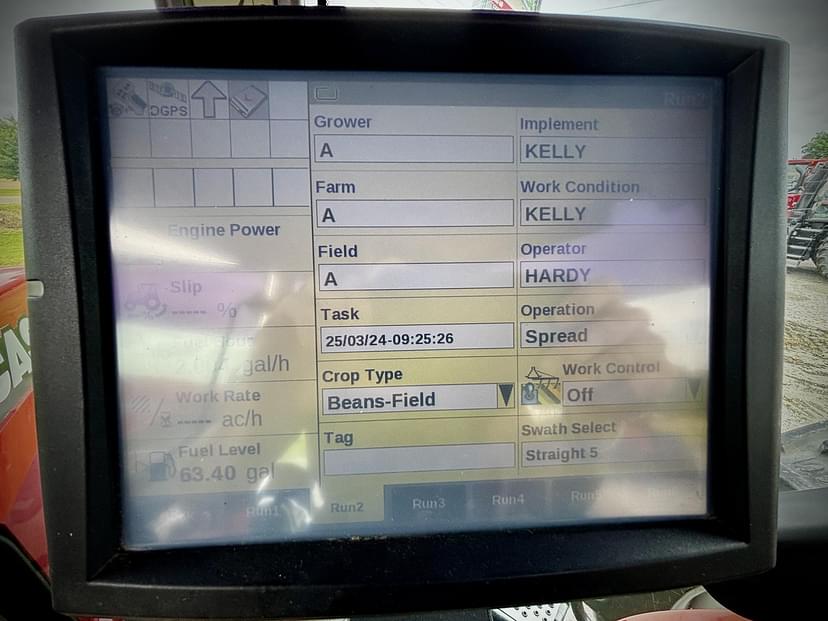 DGPS
Run2
Grower
A
Implement
KELLY
Farm
A
Work Condition
KELLY
Engine Power
Field
A
Operator
HARDY
Slip
----- %
Task
25/03/24-09:25:26
Operation
Spread
gal/h
Crop Type
Beans-Field
Work Control
Off
Work Rate
----- ac/h
Tag
Swath Select
Straight 5
Fuel Level
63.40 gal
Run1
Run2
Run3
Run4
Run5
CAS